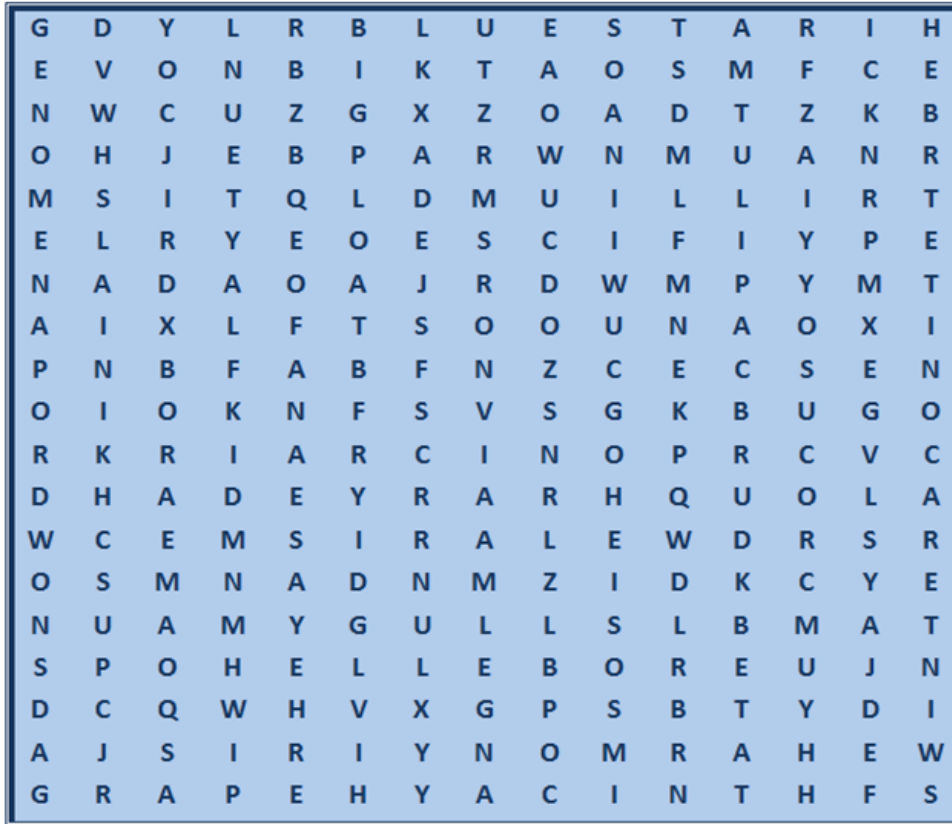 G D Y L R B L U E S T A R I H
E V O N B I K T A O S M F C E
N W C U Z G X Z O A D T Z K B
O H J E B P A R W N M U A N R
M S I T Q L D M U I L L I R T
E L R Y E O E S C I F I Y P E
N A D A O A J R D W M P Y M T
A I X L F T S O O U N A O X I
P N B F A B F N Z C E C S E N
O I O K N F S V S G K B U G O
R K R I A R C I N O P R C V C
D H A D E Y R A R H Q U O L A
W C E M S I R A L E W D R S R
O S M N A D N M Z I D K C Y E
N U A M Y G U L L S L B M A T
S P O H E L L E B O R E U J N
D C Q W H V X G P S B T Y D I
A J S I R I Y N O M R A H E W
G R A P E H Y A C I N T H F S